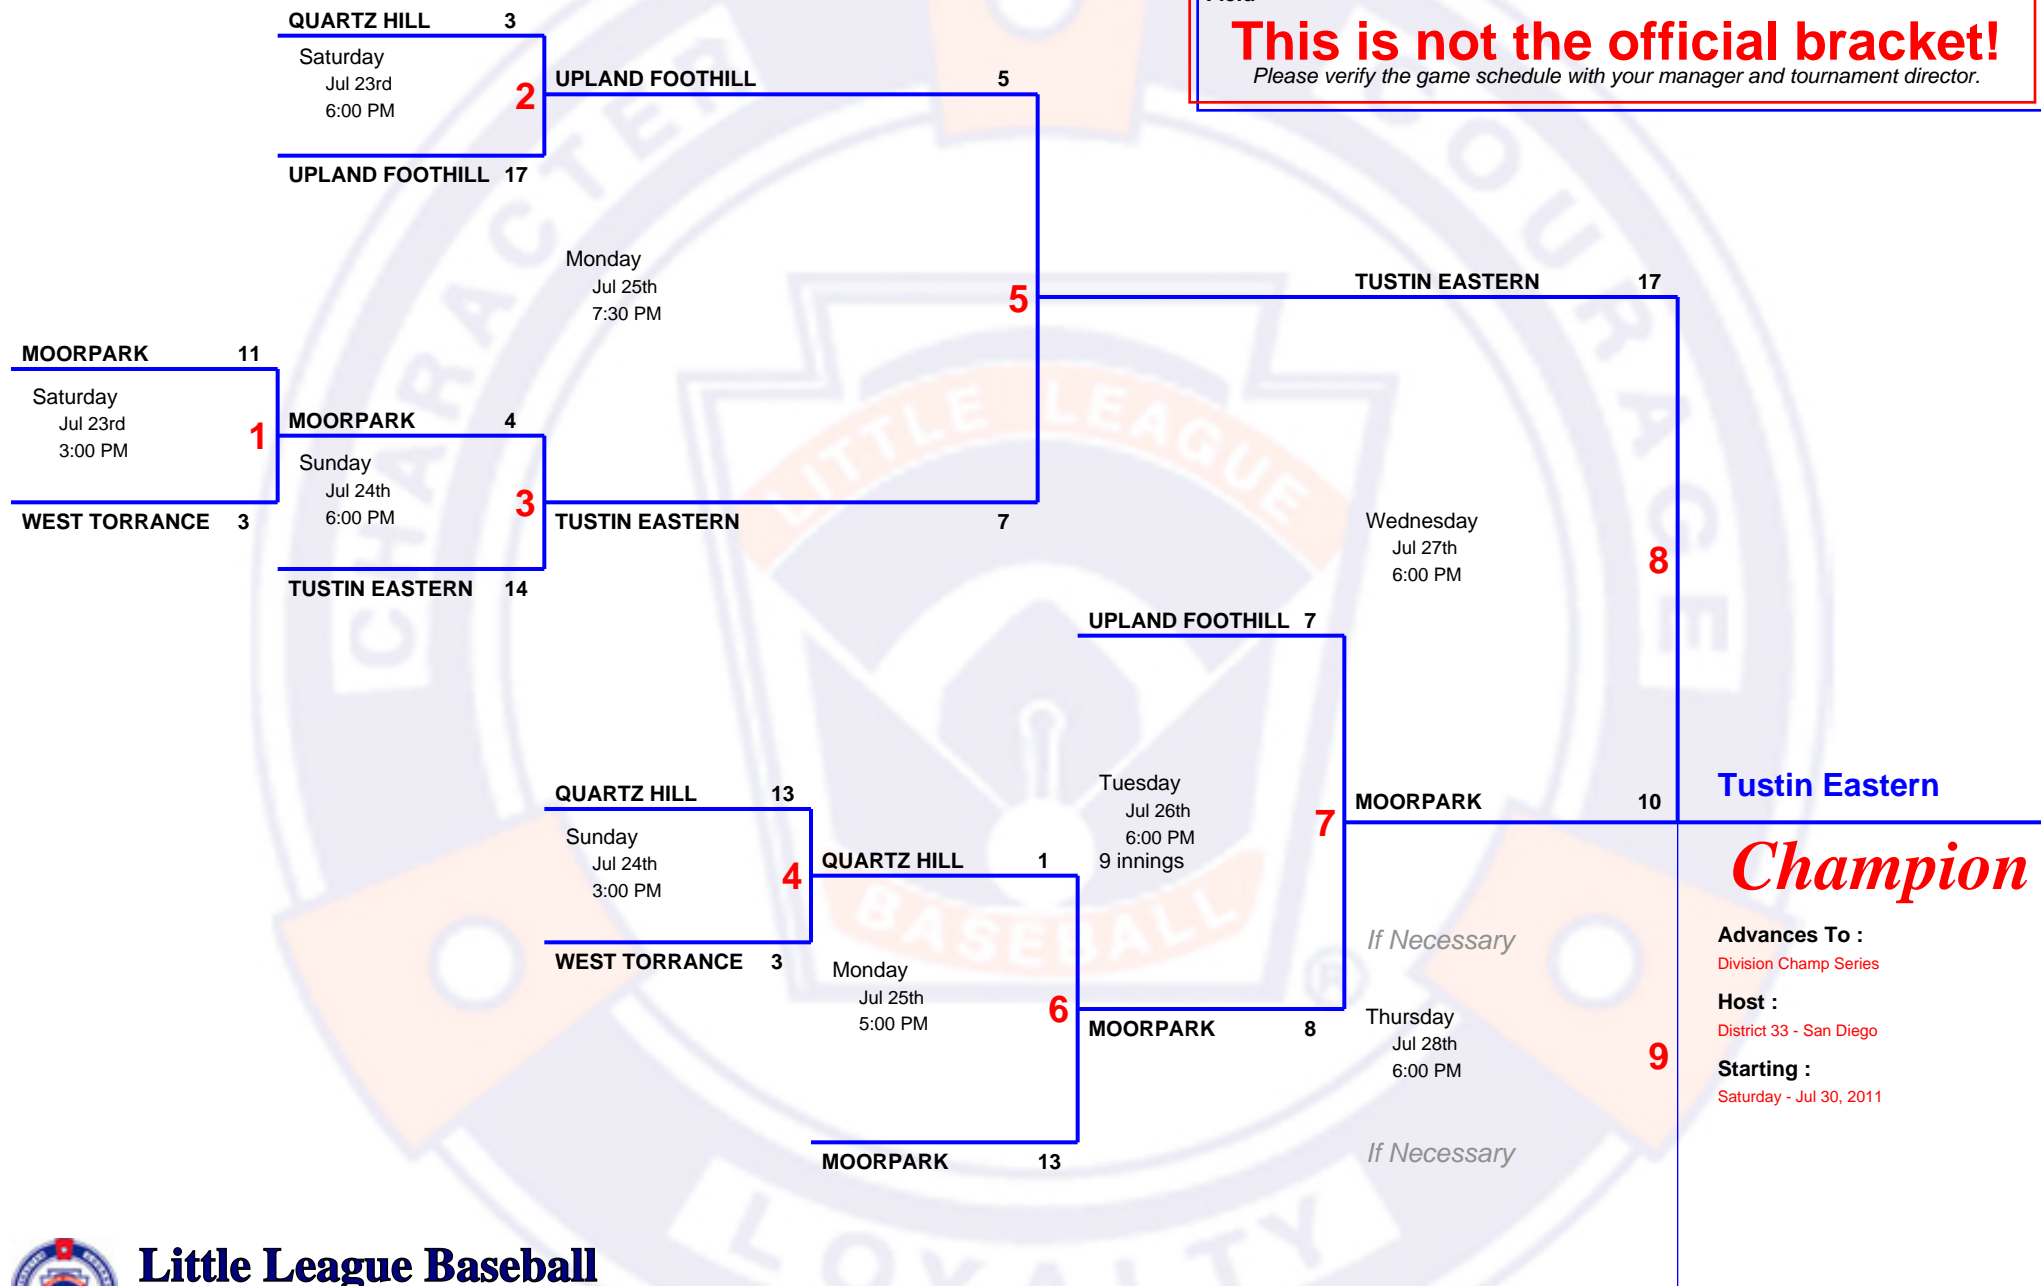 QUARTZ HILL 3
Saturday
Jul 23rd
6:00 PM
2
UPLAND FOOTHILL 17
UPLAND FOOTHILL 5
This is not the official bracket!
Please verify the game schedule with your manager and tournament director.
Monday
Jul 25th
7:30 PM
5
TUSTIN EASTERN 17
MOORPARK 11
Saturday
Jul 23rd
3:00 PM
1
WEST TORRANCE 3
MOORPARK 4
Sunday
Jul 24th
6:00 PM
3
TUSTIN EASTERN 14
TUSTIN EASTERN 7
Wednesday
Jul 27th
6:00 PM
8
UPLAND FOOTHILL 7
Tuesday
Jul 26th
6:00 PM
9 innings
7
MOORPARK 10
QUARTZ HILL 13
Sunday
Jul 24th
3:00 PM
4
WEST TORRANCE 3
QUARTZ HILL 1
Monday
Jul 25th
5:00 PM
6
MOORPARK 13
MOORPARK 8
If Necessary
Thursday
Jul 28th
6:00 PM
9
If Necessary
Tustin Eastern
Champion
Advances To :
Division Champ Series
Host :
District 33 - San Diego
Starting :
Saturday - Jul 30, 2011
CHARACTER
COURAGE
LOYALTY
LITTLE LEAGUE
BASEBALL
®
Little League Baseball